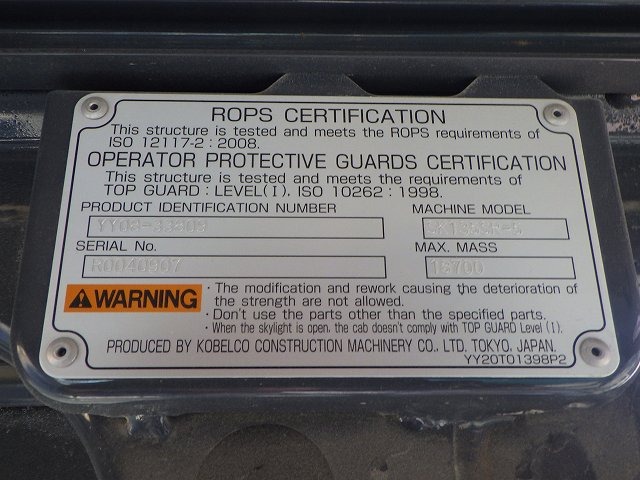 ROPS CERTIFICATION
This structure is tested and meets the ROPS requirements of
ISO 12117-2 : 2008.
OPERATOR PROTECTIVE GUARDS CERTIFICATION
This structure is tested and meets the requirements of
TOP GUARD : LEVEL(I). ISO 10262 : 1998.
PRODUCT IDENTIFICATION NUMBER
MACHINE MODEL
SERIAL No.
MAX. MASS
R0040907
WARNING
· The modification and rework causing the deterioration of
the strength are not allowed.
· Don't use the parts other than the specified parts.
· When the skylight is open, the cab doesn't comply with TOP GUARD Level (I).
PRODUCED BY KOBELCO CONSTRUCTION MACHINERY CO., LTD. TOKYO. JAPAN.
YY20T01398P2